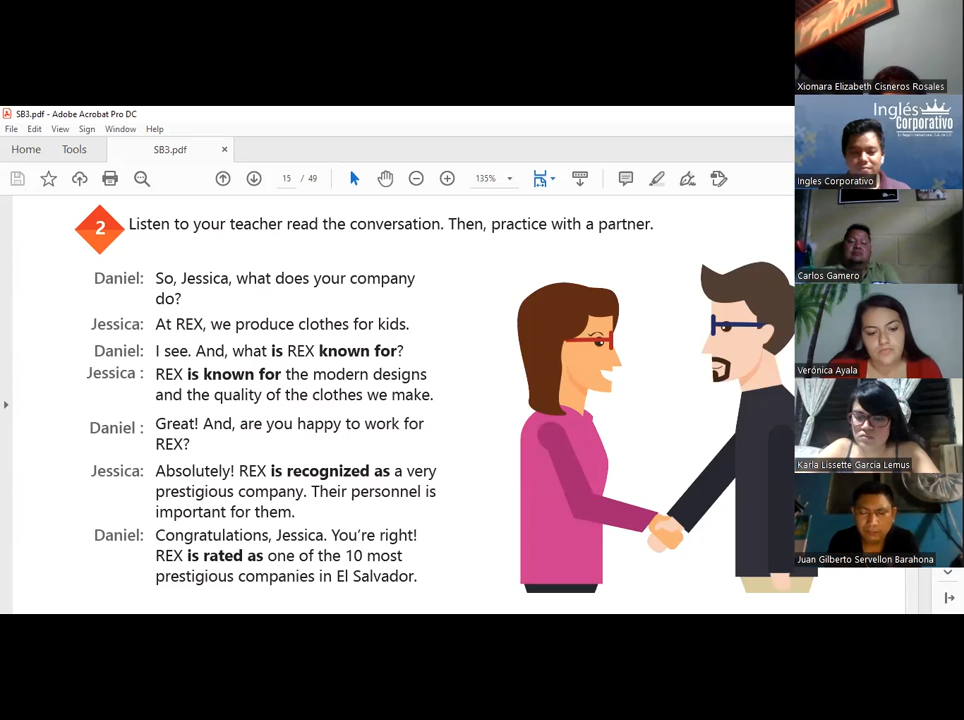 SB3.pdf - Adobe Acrobat Pro DC
File Edit View Sign Window Help
Home Tools SB3.pdf ×
15 / 49 135%
2 Listen to your teacher read the conversation. Then, practice with a partner.
Daniel: So, Jessica, what does your company
do?
Jessica: At REX, we produce clothes for kids.
Daniel: I see. And, what is REX known for?
Jessica : REX is known for the modern designs
and the quality of the clothes we make.
Daniel : Great! And, are you happy to work for
REX?
Jessica: Absolutely! REX is recognized as a very
prestigious company. Their personnel is
important for them.
Daniel: Congratulations, Jessica. You're right!
REX is rated as one of the 10 most
prestigious companies in El Salvador.
Xiomara Elizabeth Cisneros Rosales
Inglés
Corporativo
Ingles Corporativo
Carlos Gamero
Verónica Ayala
Karla Lissette Garcia Lemus
Juan Gilberto Servellon Barahona